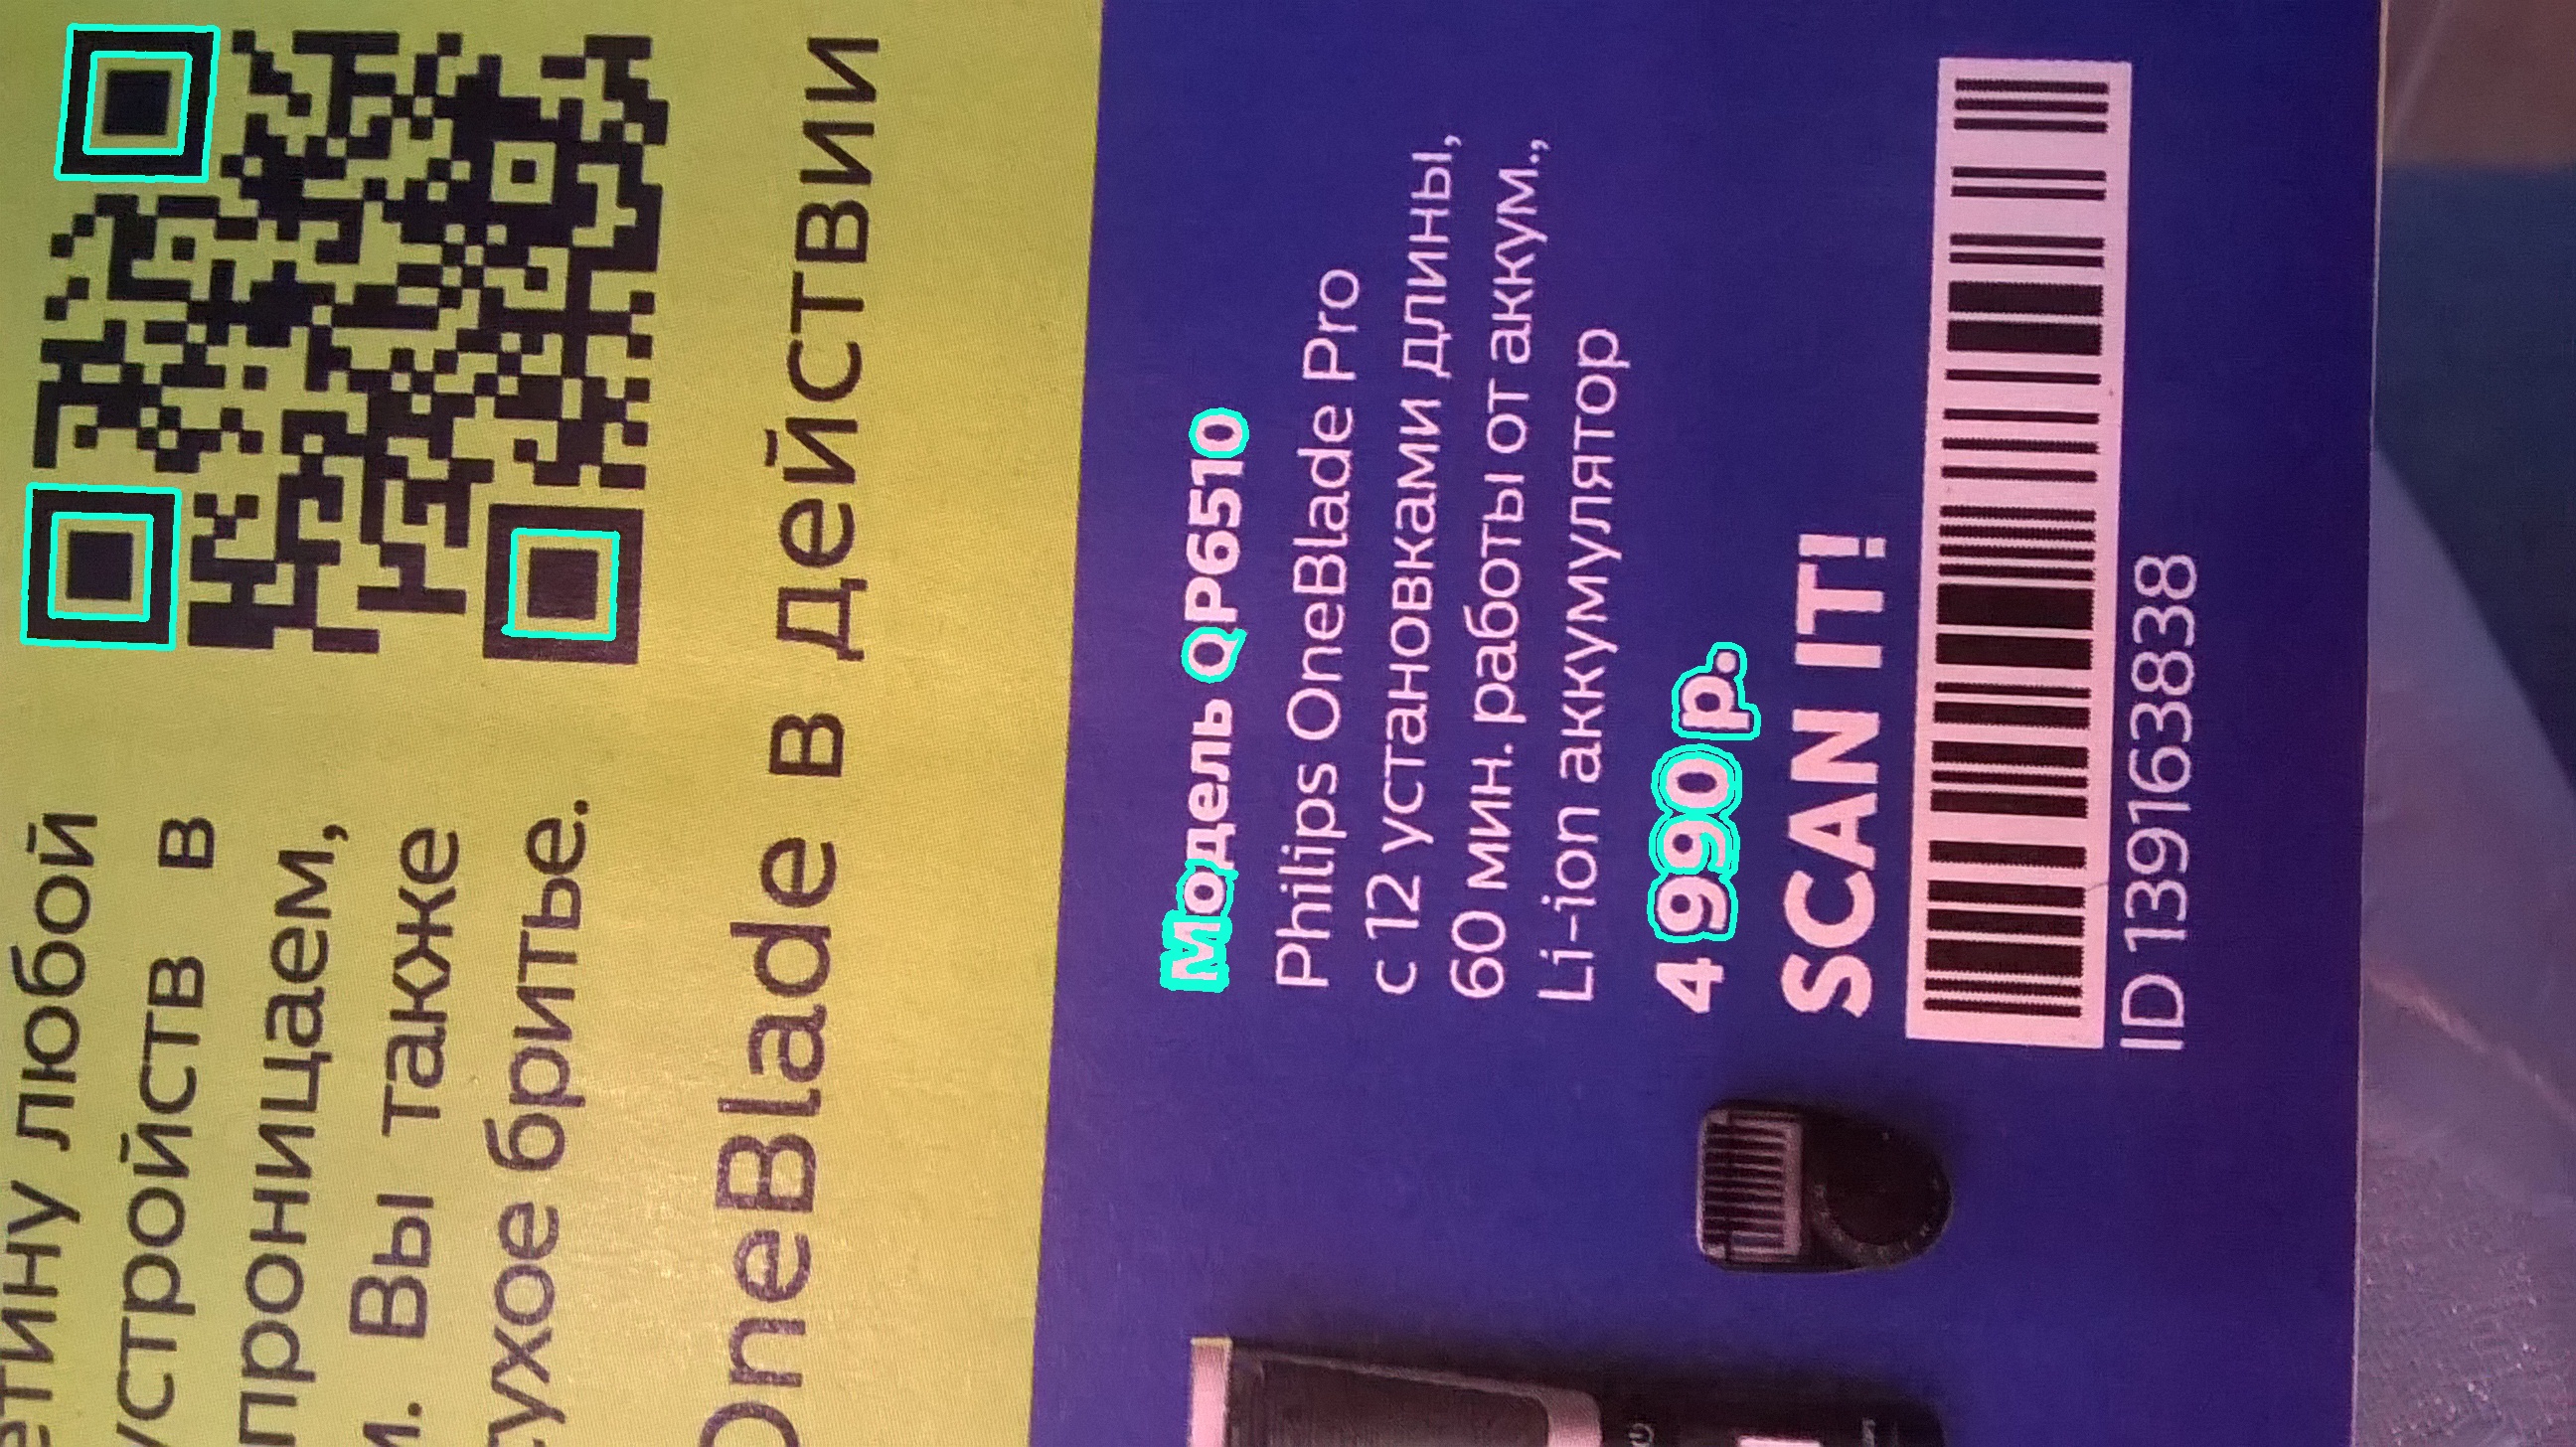 етину любой
устройств в
проницаем,
и. Вы также
сухое бритье.
OneBlade в действии
Модель QP6510
Philips OneBlade Pro
с 12 установками длины,
60 мин. работы от аккум.,
Li-ion аккумулятор
4 990 р.
SCAN IT!
ID 139163838